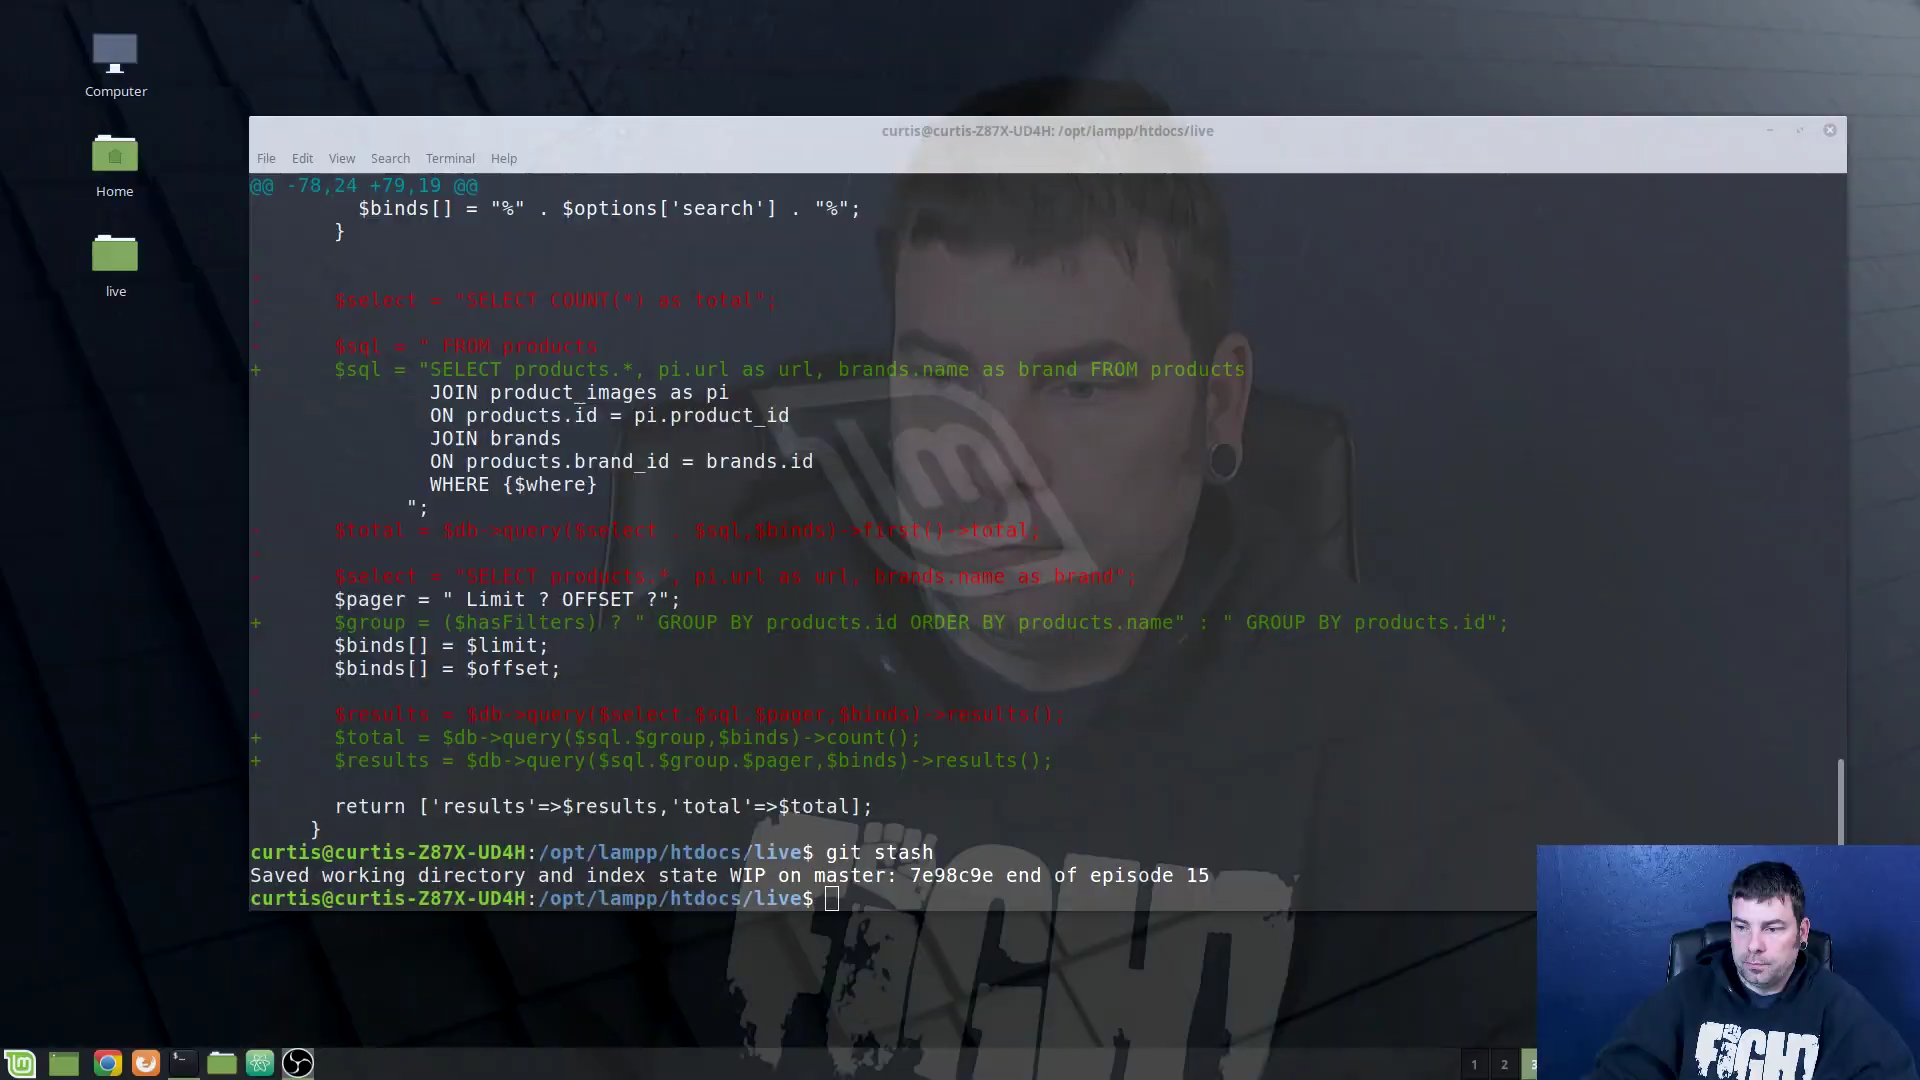 Computer
Home
live
curtis@curtis-Z87X-UD4H: /opt/lampp/htdocs/live
File Edit View Search Terminal Help
@@ -78,24 +79,19 @@
$binds[] = "%" . $options['search'] . "%";
}
-
- $select = "SELECT COUNT(*) as total";
-
- $sql = " FROM products
+ $sql = "SELECT products.*, pi.url as url, brands.name as brand FROM products
JOIN product_images as pi
ON products.id = pi.product_id
JOIN brands
ON products.brand_id = brands.id
WHERE {$where}
";
- $total = $db->query($select . $sql,$binds)->first()->total;
-
- $select = "SELECT products.*, pi.url as url, brands.name as brand";
$pager = " Limit ? OFFSET ?";
+ $group = ($hasFilters) ? " GROUP BY products.id ORDER BY products.name" : " GROUP BY products.id";
$binds[] = $limit;
$binds[] = $offset;
-
- $results = $db->query($select.$sql.$pager,$binds)->results();
+ $total = $db->query($sql.$group,$binds)->count();
+ $results = $db->query($sql.$group.$pager,$binds)->results();
return ['results'=>$results,'total'=>$total];
}
curtis@curtis-Z87X-UD4H:/opt/lampp/htdocs/live$ git stash
Saved working directory and index state WIP on master: 7e98c9e end of episode 15
curtis@curtis-Z87X-UD4H:/opt/lampp/htdocs/live$
FIGHT
FIGHT
1 2 3